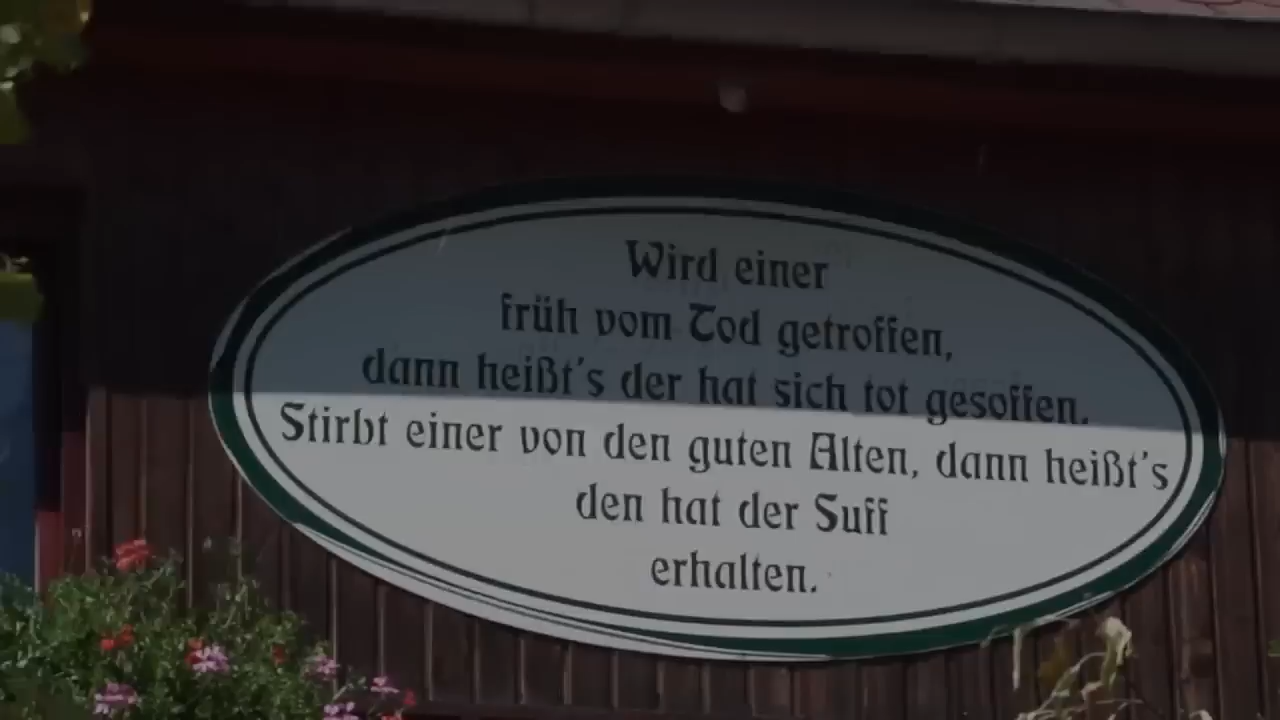 Wird einer
früh vom Tod getroffen,
dann heißt's der hat sich tot gesoffen.
Stirbt einer von den guten Alten, dann heißt's
den hat der Suff
erhalten.